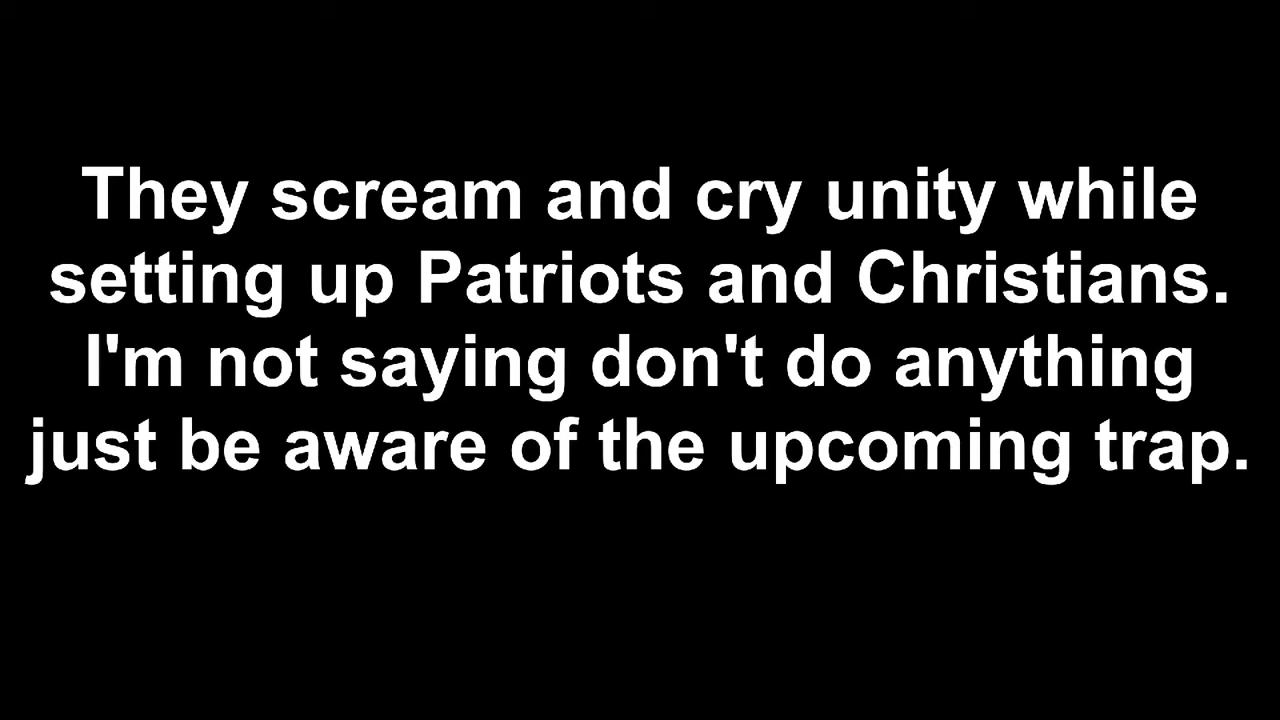 They scream and cry unity while
setting up Patriots and Christians.
I'm not saying don't do anything
just be aware of the upcoming trap.